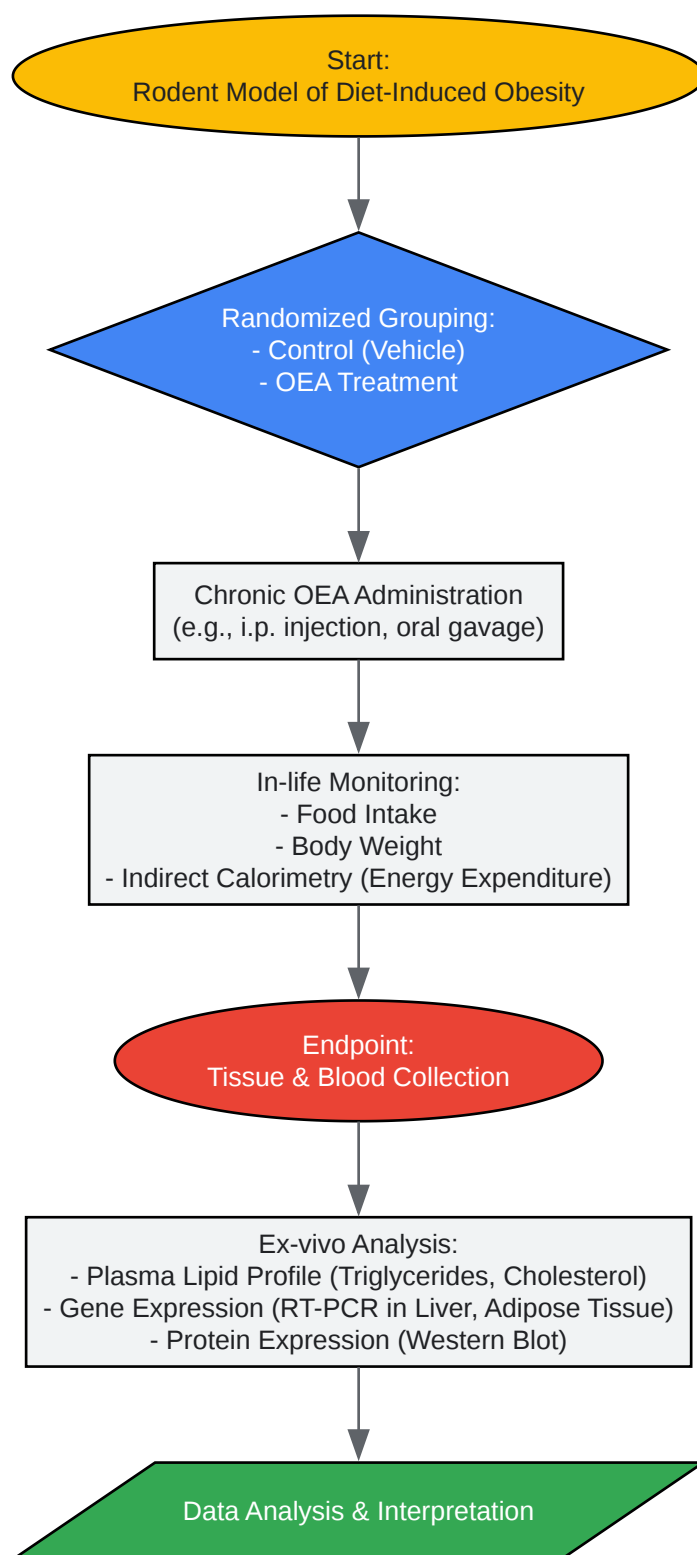 Start:
Rodent Model of Diet-Induced Obesity
Randomized Grouping:
- Control (Vehicle)
- OEA Treatment
Chronic OEA Administration
(e.g., i.p. injection, oral gavage)
In-life Monitoring:
- Food Intake
- Body Weight
- Indirect Calorimetry (Energy Expenditure)
Endpoint:
Tissue & Blood Collection
Ex-vivo Analysis:
- Plasma Lipid Profile (Triglycerides, Cholesterol)
- Gene Expression (RT-PCR in Liver, Adipose Tissue)
- Protein Expression (Western Blot)
Data Analysis & Interpretation